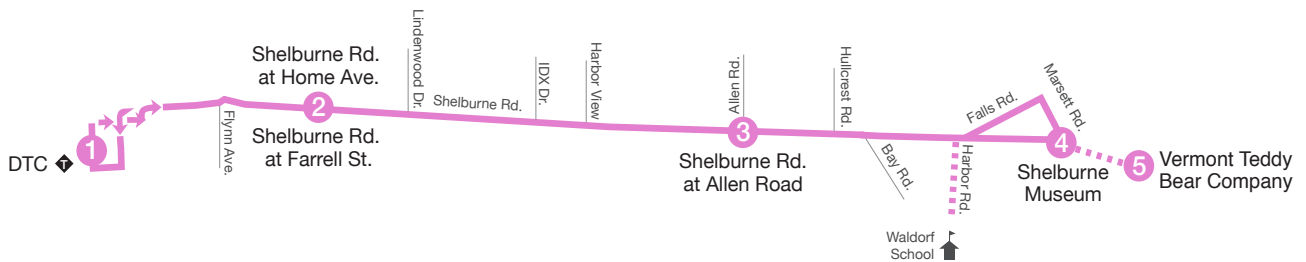 DTC
T
1
Flynn Ave.
Shelburne Rd.
at Home Ave.
2
Shelburne Rd.
at Farrell St.
Lindenwood Dr.
Shelburne Rd.
IDX Dr.
Harbor View
Allen Rd.
3
Shelburne Rd.
at Allen Road
Hullcrest Rd.
Bay Rd.
Falls Rd.
Harbor Rd.
Waldorf
School
Marsett Rd.
4
Shelburne
Museum
5
Vermont Teddy
Bear Company